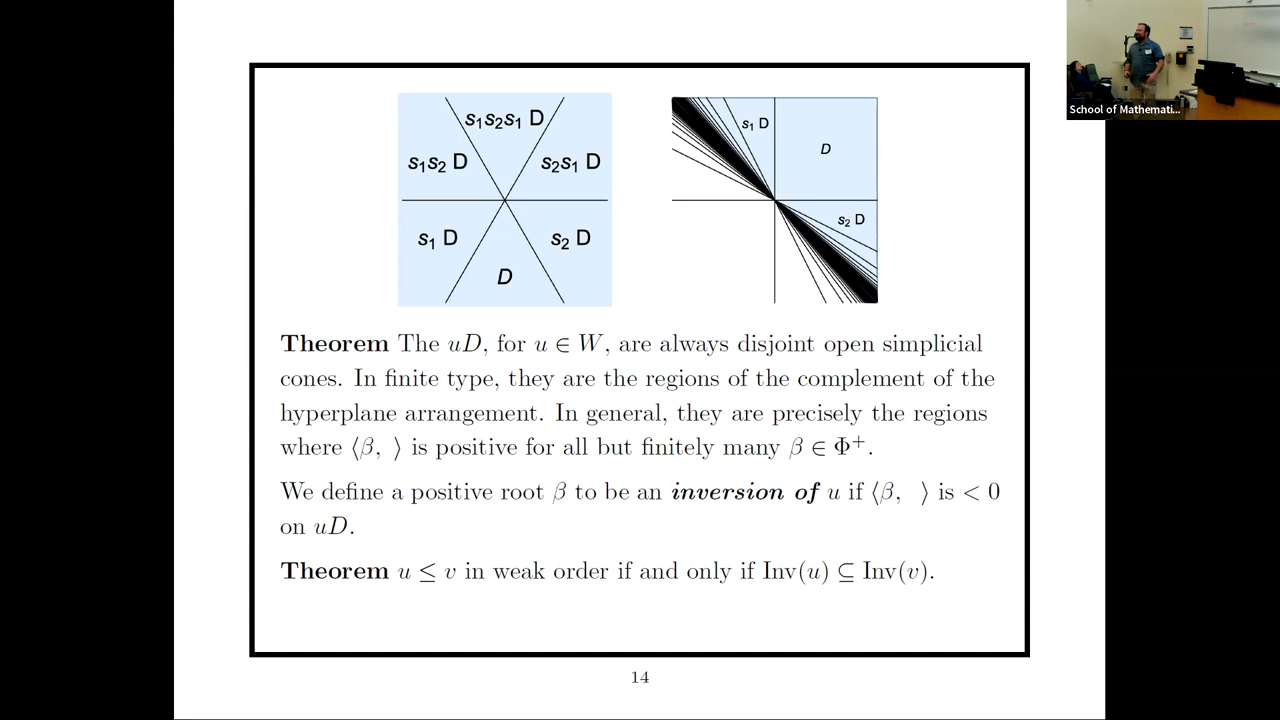 s₁s₂s₁ D
s₁s₂ D
s₂s₁ D
s₁ D
s₂ D
D
s₁ D
D
s₂ D
Theorem The uD, for u ∈ W, are always disjoint open simplicial
cones. In finite type, they are the regions of the complement of the
hyperplane arrangement. In general, they are precisely the regions
where ⟨β, ⟩ is positive for all but finitely many β ∈ Φ⁺.
We define a positive root β to be an inversion of u if ⟨β, ⟩ is < 0
on uD.
Theorem u ≤ v in weak order if and only if Inv(u) ⊆ Inv(v).
14
School of Mathemati...